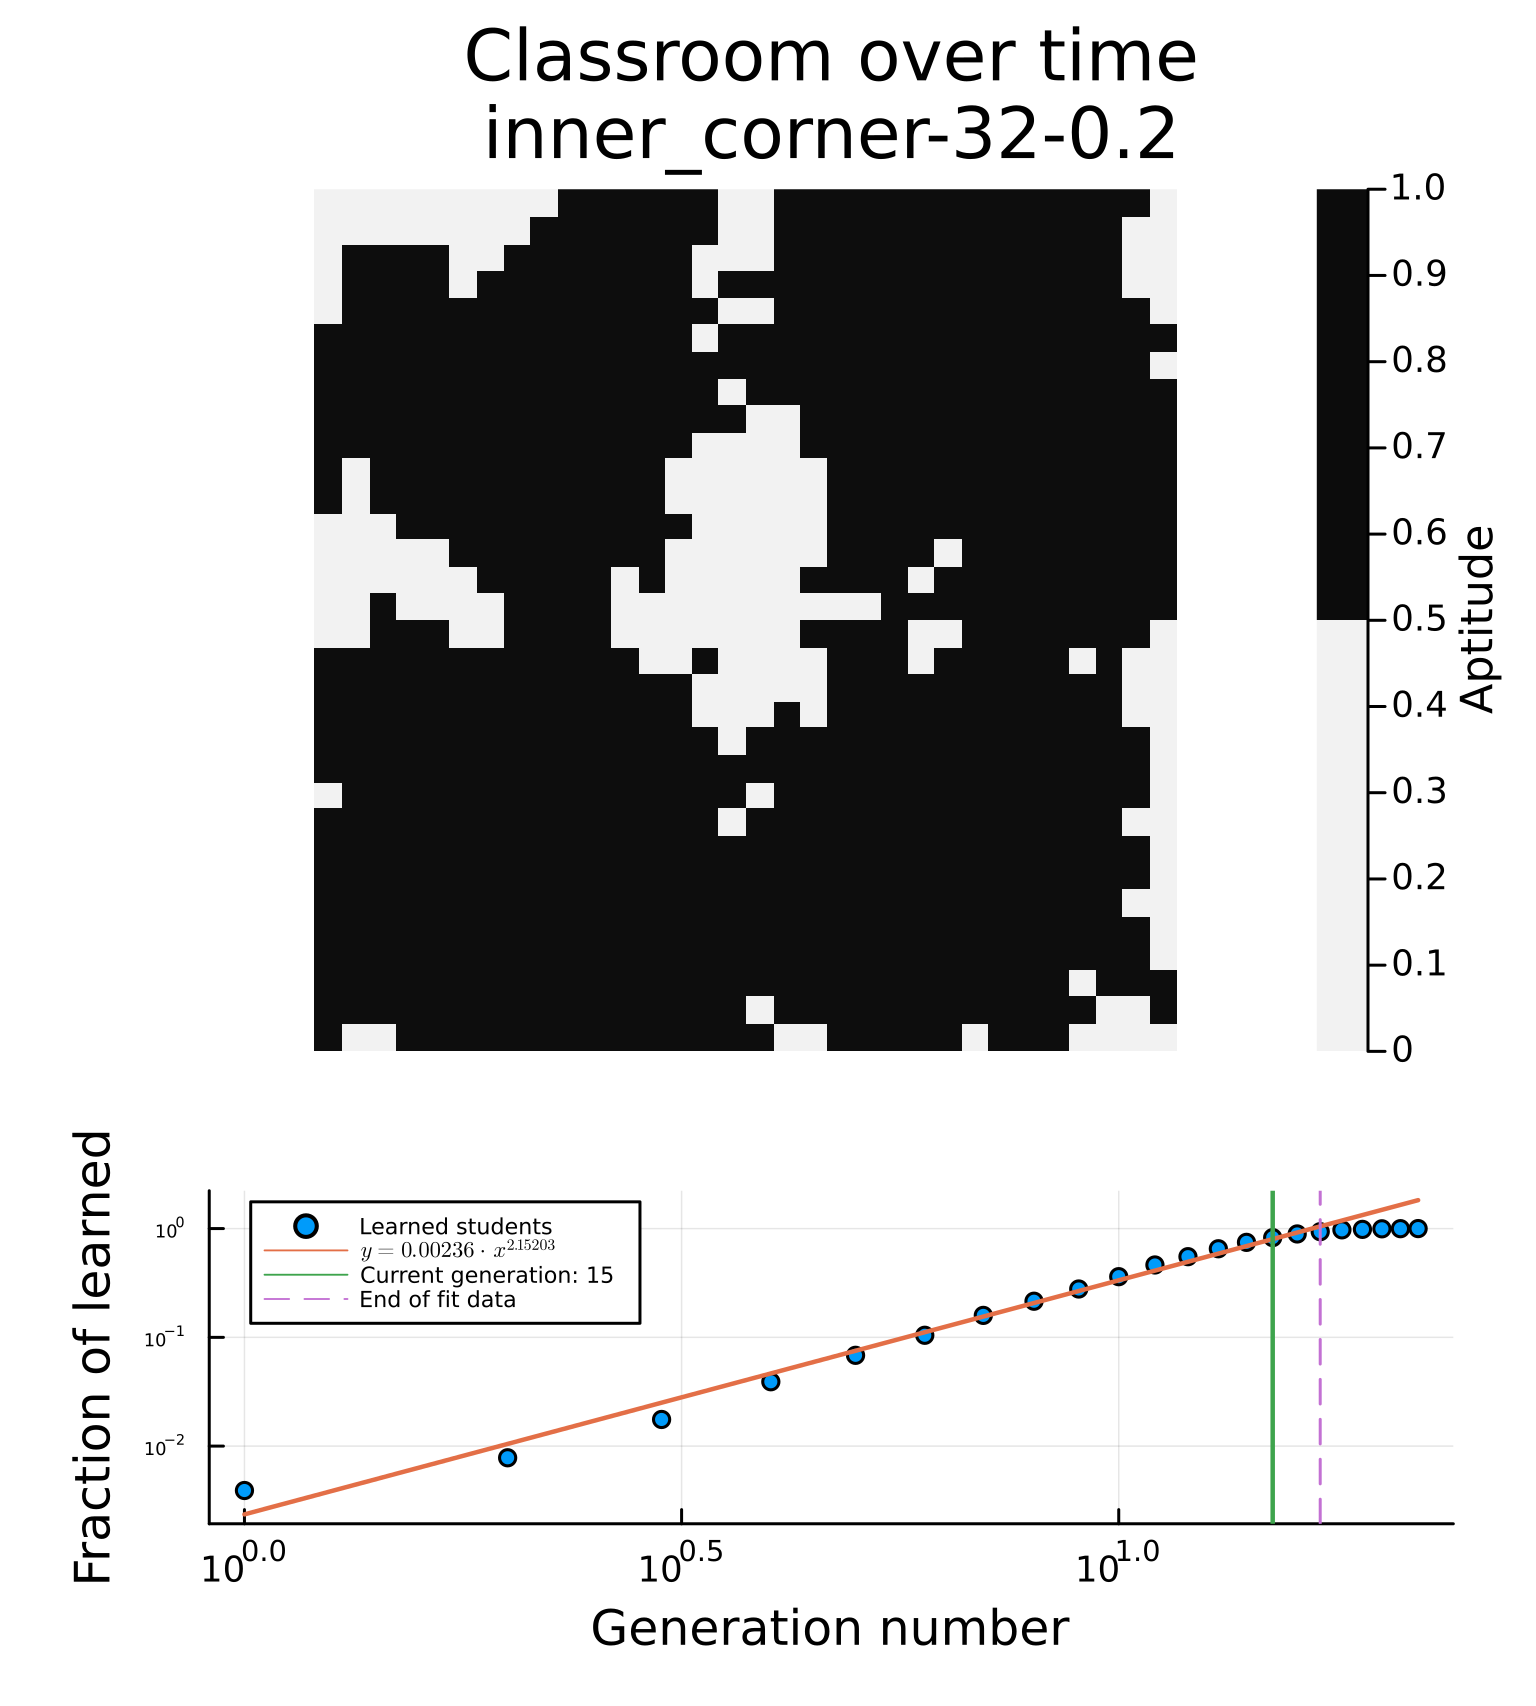 Classroom over time
inner_corner-32-0.2
1.0
0.9
0.8
0.7
0.6
0.5
0.4
0.3
0.2
0.1
0
Aptitude
Fraction of learned
10^0
10^-1
10^-2
Learned students
y = 0.00236 · x^2.15203
Current generation: 15
End of fit data
10^0.0
10^0.5
10^1.0
Generation number